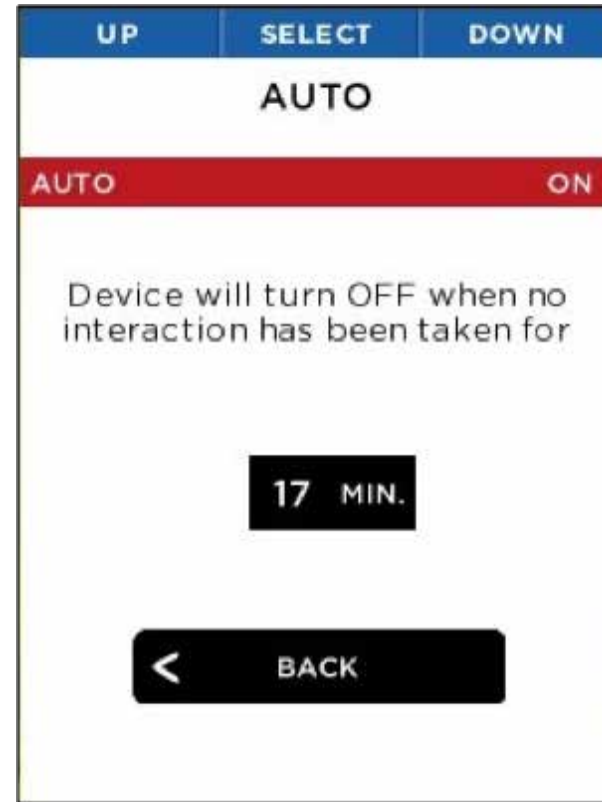 UP SELECT DOWN
AUTO
AUTO ON
Device will turn OFF when no
interaction has been taken for
17 MIN.
< BACK